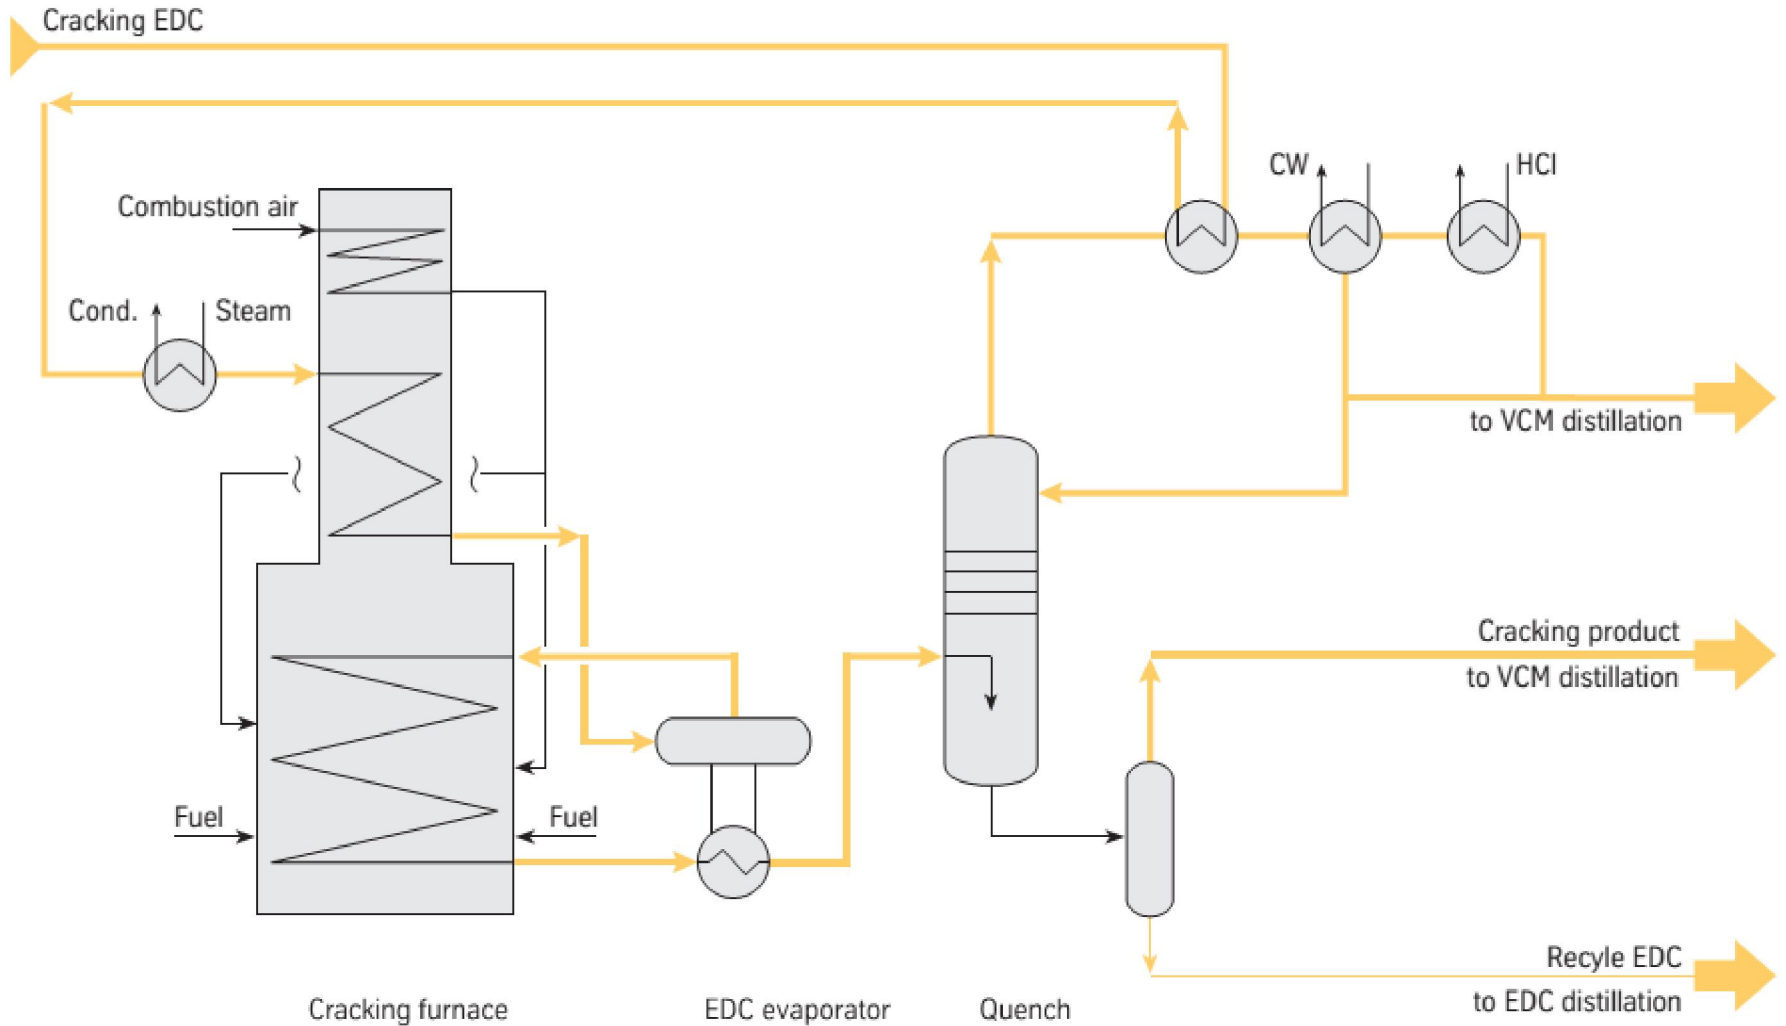 Cracking EDC
CW
HCl
Combustion air
Cond.
Steam
to VCM distillation
Cracking product
to VCM distillation
Fuel
Fuel
Recyle EDC
to EDC distillation
Cracking furnace
EDC evaporator
Quench